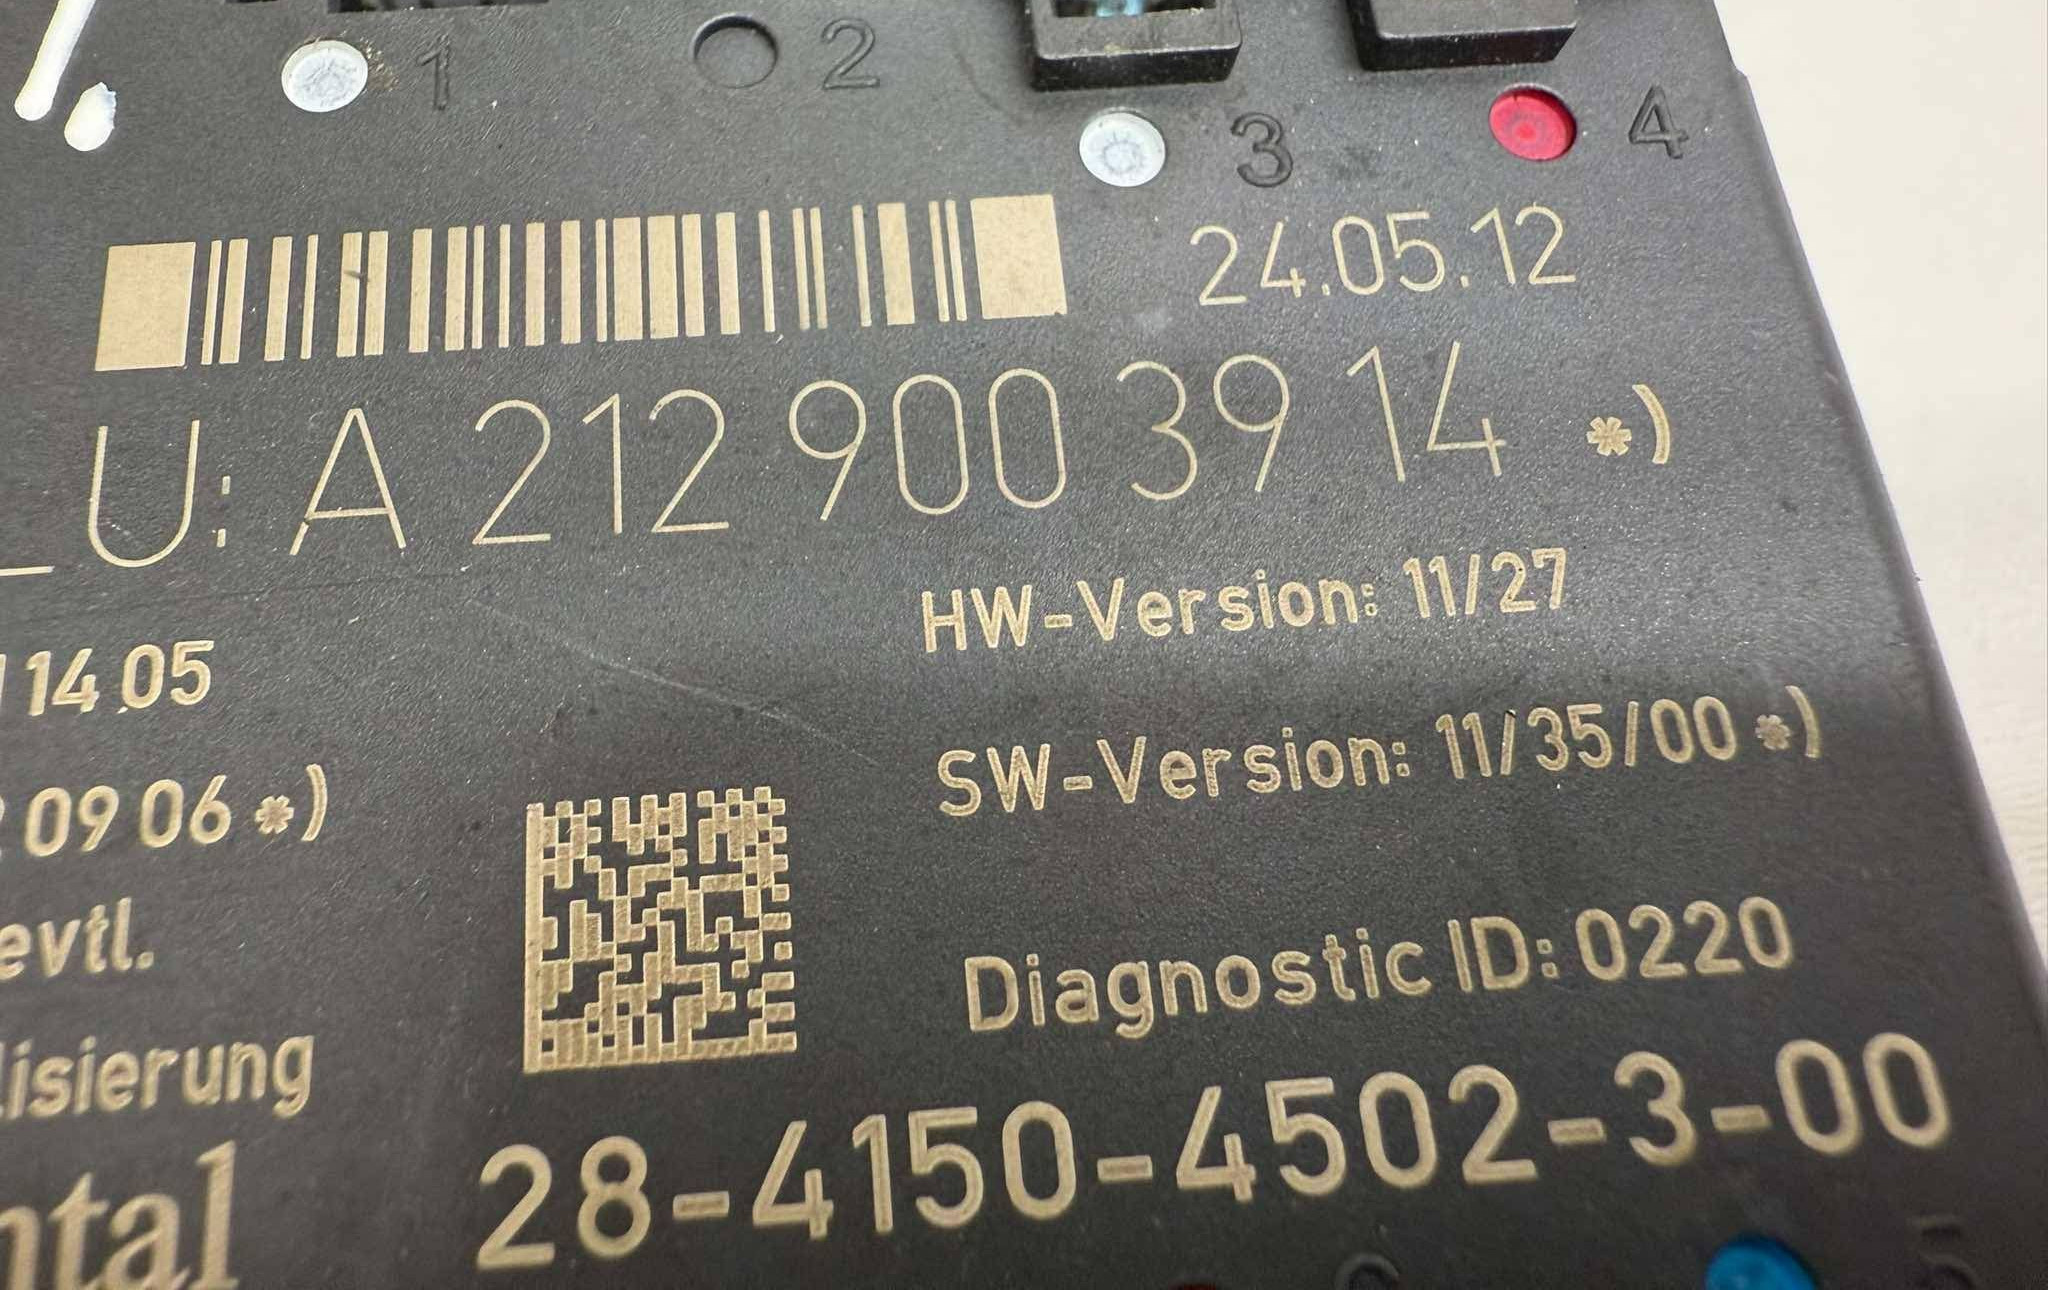 1
2
3
4
24.05.12
U: A 212 900 39 14 *)
HW-Version: 11/27
14 05
SW-Version: 11/35/00 *)
09 06 *)
evtl.
Diagnostic ID: 0220
lisierung
28-4150-4502-3-00
ntal
5